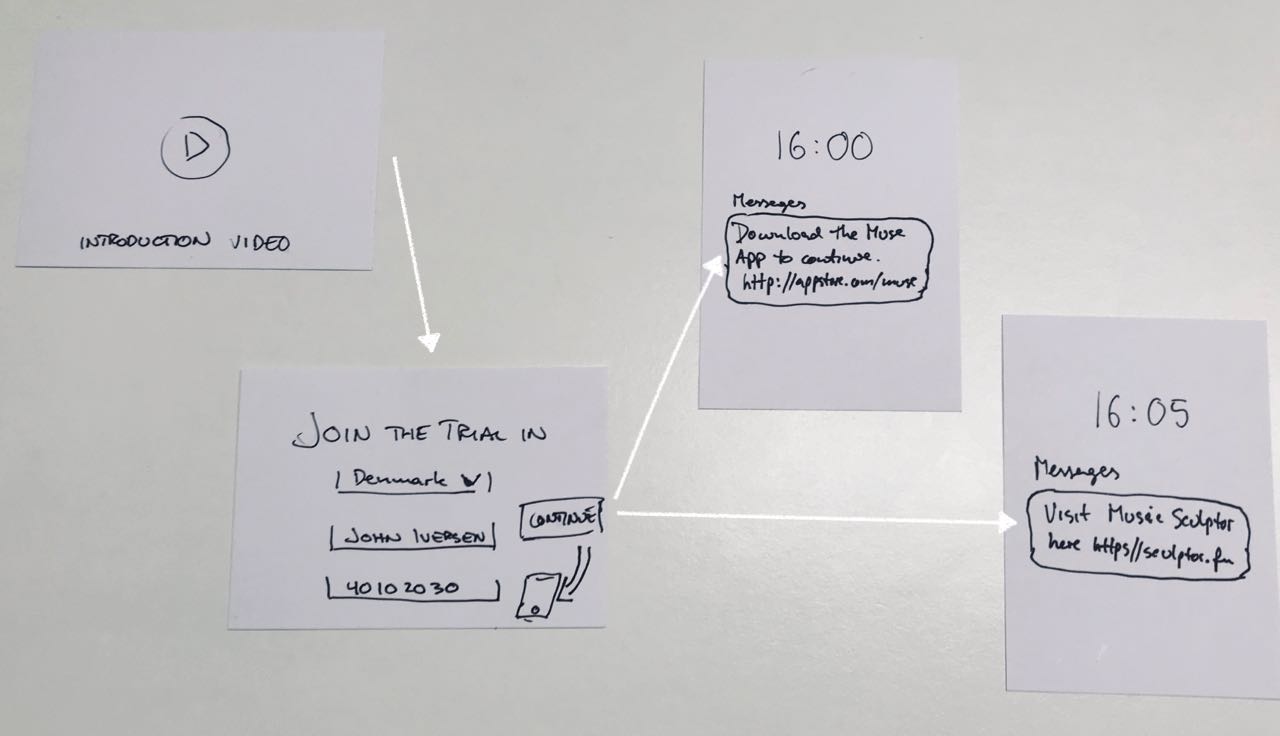 INTRODUCTION VIDEO
JOIN THE TRIAL IN
Denmark
JOHN IVERSEN
CONTINUE
40102030
16:00
Messages
Download the Muse
App to continue.
http://appstore.com/muse
16:05
Messages
Visit Music Sculptor
here https//sculptor.fm